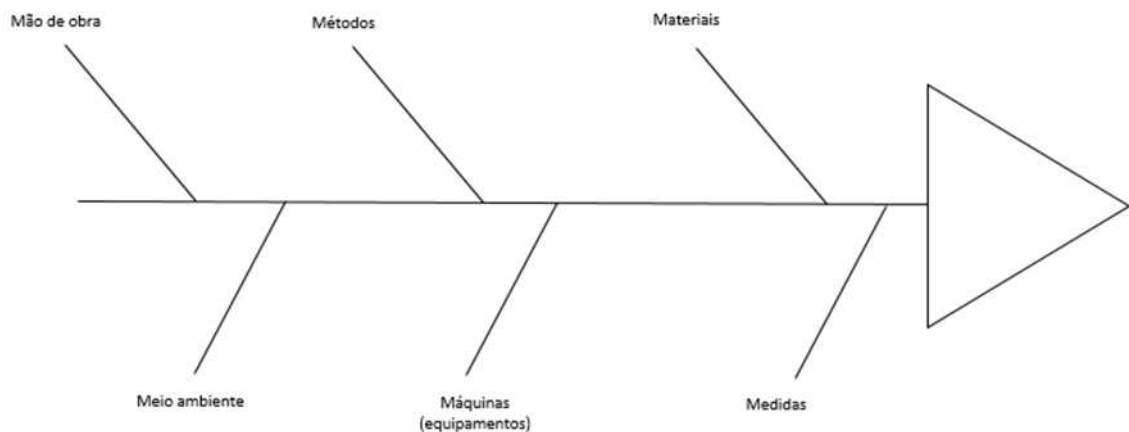 Mão de obra
Métodos
Materiais
Meio ambiente
Máquinas
(equipamentos)
Medidas